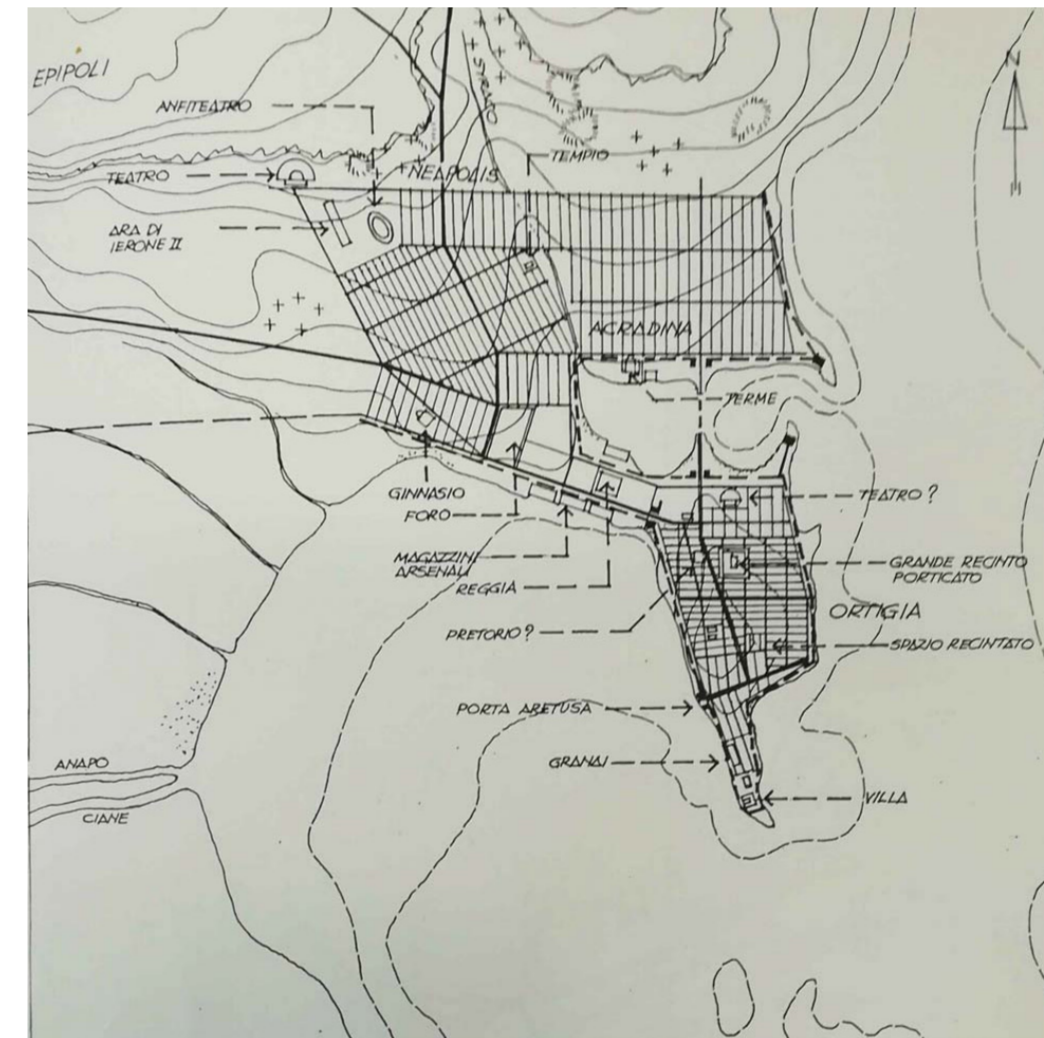 N
EPIPOLI
STRACO
ANFITEATRO
TEMPIO
TEATRO
NEAPOLIS
ARA DI
IERONE II
ACRADINA
TERME
GINNASIO
TEATRO ?
FORO
MAGAZZINI
ARSENALI
GRANDE RECINTO
PORTICATO
REGGIA
ORTIGIA
PRETORIO ?
SPAZIO RECINTATO
PORTA ARETUSA
GRANAI
ANAPO
VILLA
CIANE